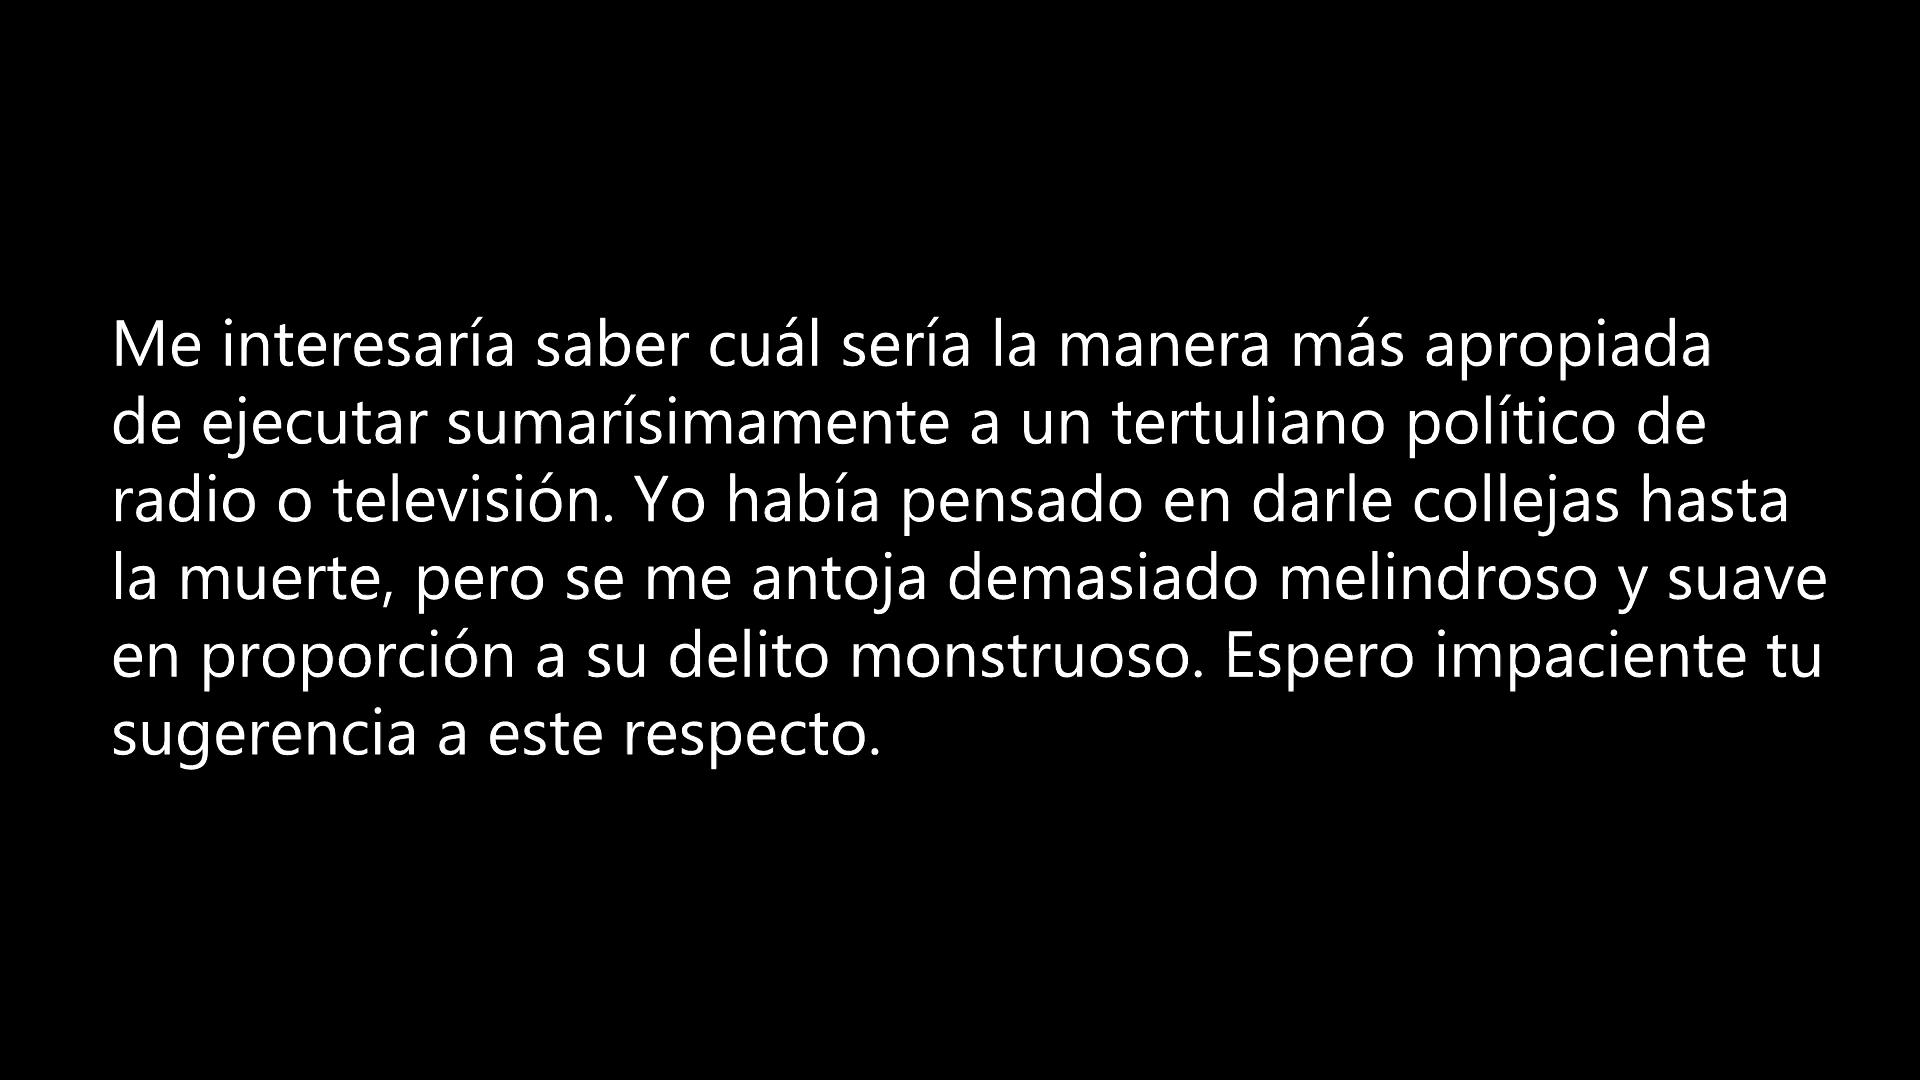 Me interesaría saber cuál sería la manera más apropiada
de ejecutar sumarísimamente a un tertuliano político de
radio o televisión. Yo había pensado en darle collejas hasta
la muerte, pero se me antoja demasiado melindroso y suave
en proporción a su delito monstruoso. Espero impaciente tu
sugerencia a este respecto.